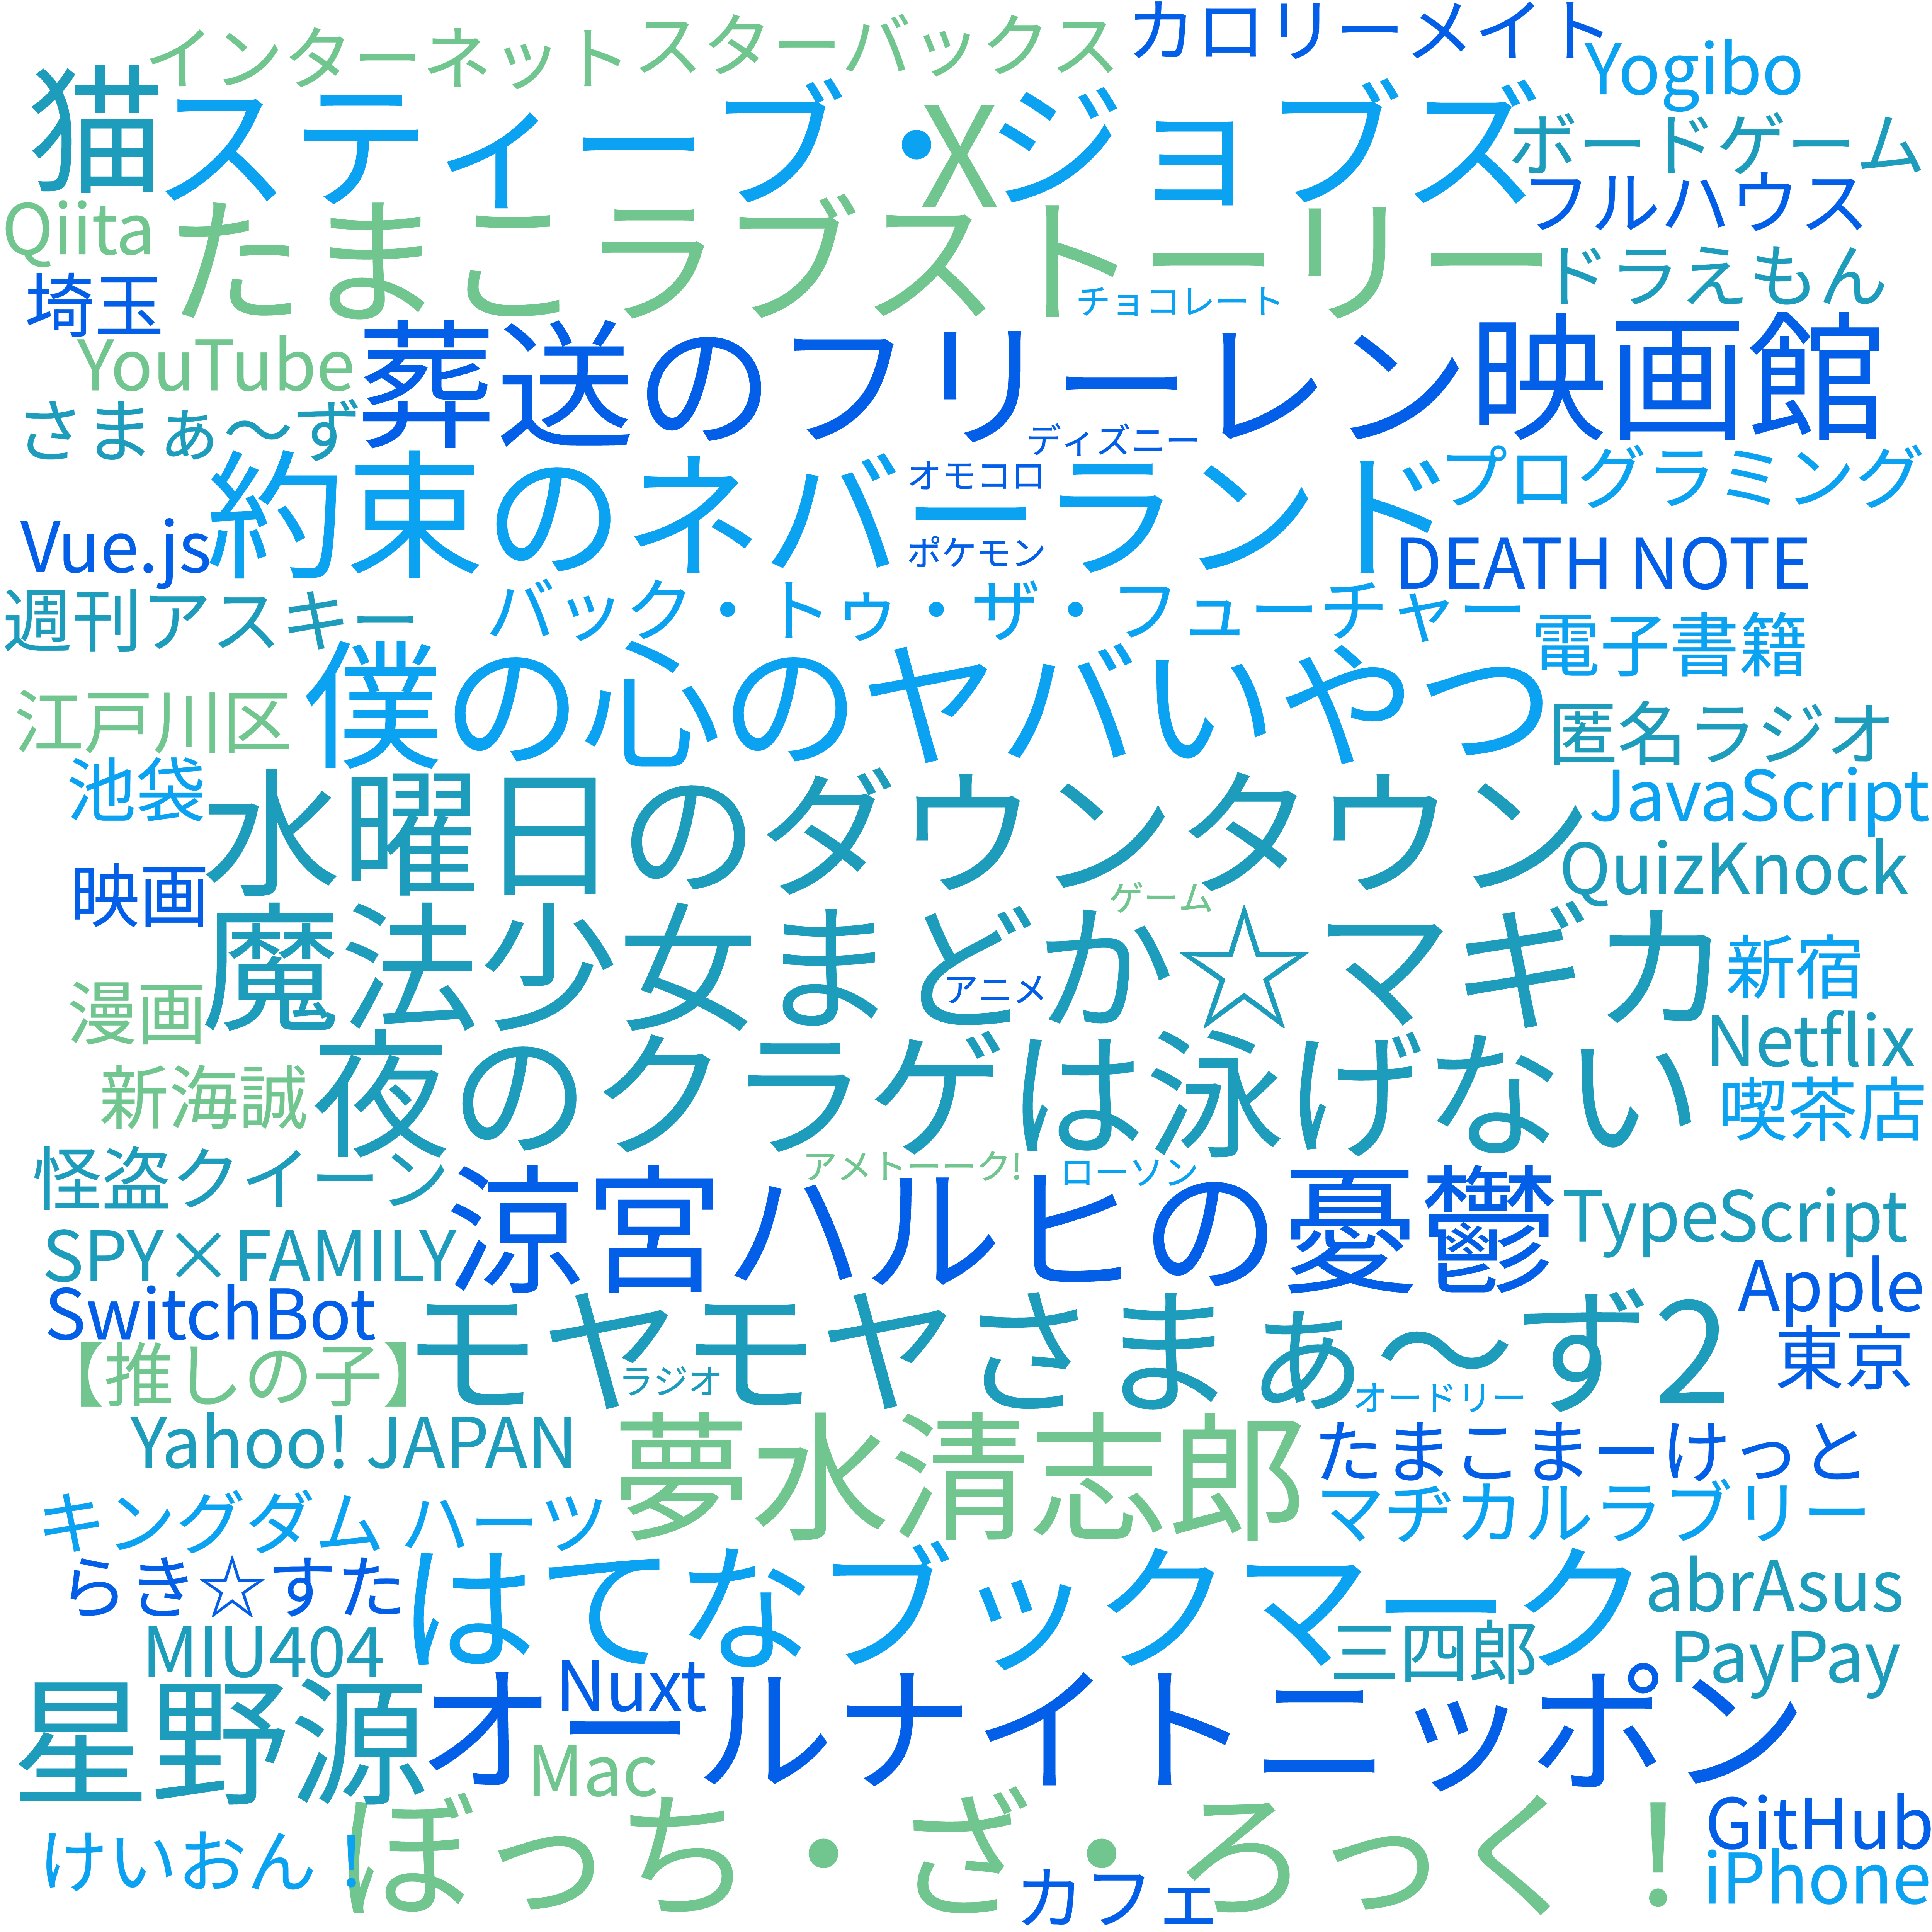 インターネット
スターバックス
カロリーメイト
Yogibo
猫
スティーブ・ジョブズ
X
ボードゲーム
フルハウス
Qiita
たまこラブストーリー
ドラえもん
埼玉
チョコレート
YouTube
葬送のフリーレン
映画館
さまぁ〜ず
ディズニー
約束のネバーランド
オモコロ
プログラミング
Vue.js
ポケモン
DEATH NOTE
週刊アスキー
バック・トゥ・ザ・フューチャー
電子書籍
僕の心のヤバいやつ
江戸川区
匿名ラジオ
池袋
水曜日のダウンタウン
JavaScript
QuizKnock
映画
ゲーム
魔法少女まどか☆マギカ
新宿
アニメ
漫画
Netflix
夜のクラゲは泳げない
新海誠
喫茶店
怪盗クイーン
アメトーーク!
ローソン
涼宮ハルヒの憂鬱
TypeScript
SPY×FAMILY
Apple
SwitchBot
モヤモヤさまぁ〜ず2
東京
【推しの子】
ラジオ
オードリー
Yahoo! JAPAN
夢水清志郎
たまこまーけっと
キングダム ハーツ
マヂカルラブリー
らき☆すた
はてなブックマーク
abrAsus
MIU404
三四郎
PayPay
Nuxt
星野源
オールナイトニッポン
Mac
ぼっち・ざ・ろっく！
GitHub
けいおん！
iPhone
カフェ